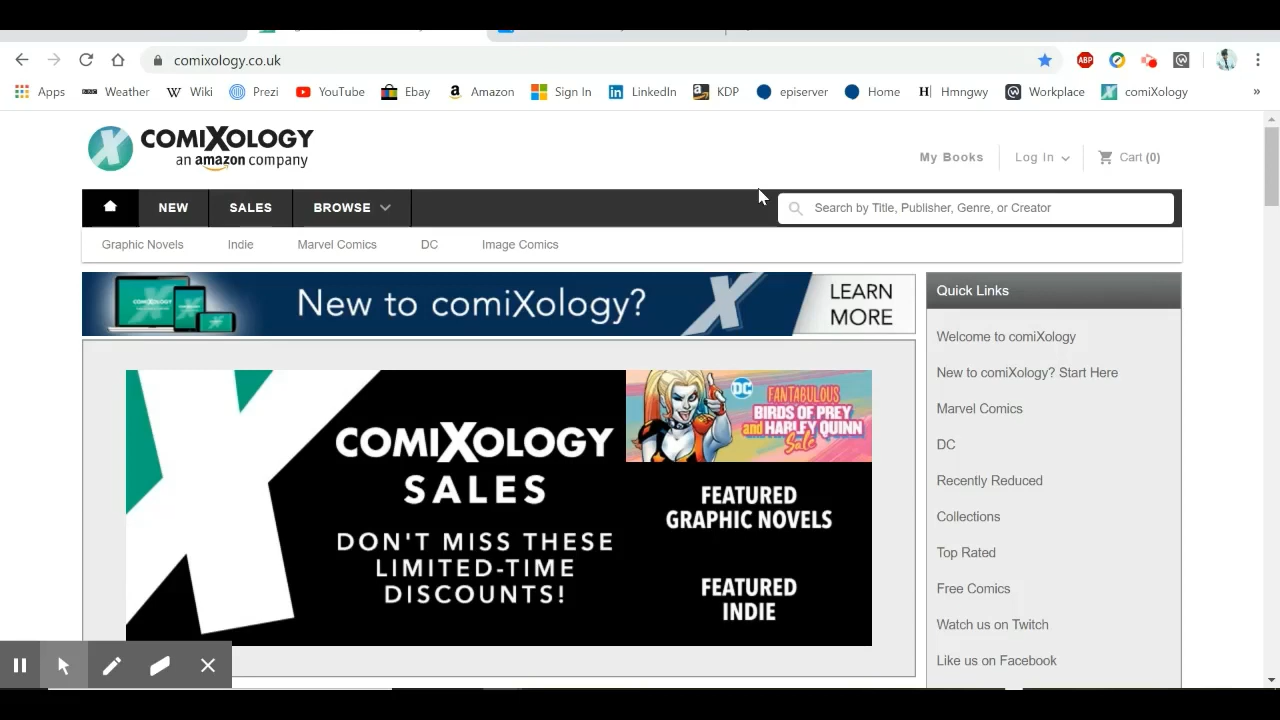 comixology.co.uk
ABP
Apps Weather Wiki Prezi YouTube Ebay Amazon Sign In LinkedIn KDP episerver Home Hmngwy Workplace comiXology »
COMIXOLOGY
an amazon company
My Books Log In Cart (0)
NEW SALES BROWSE
Search by Title, Publisher, Genre, or Creator
Graphic Novels Indie Marvel Comics DC Image Comics
New to comiXology?
LEARN
MORE
COMIXOLOGY
SALES
DON'T MISS THESE
LIMITED-TIME
DISCOUNTS!
DC
FANTABULOUS
BIRDS OF PREY
and HARLEY QUINN
Sale
FEATURED
GRAPHIC NOVELS
FEATURED
INDIE
Quick Links
Welcome to comiXology
New to comiXology? Start Here
Marvel Comics
DC
Recently Reduced
Collections
Top Rated
Free Comics
Watch us on Twitch
Like us on Facebook